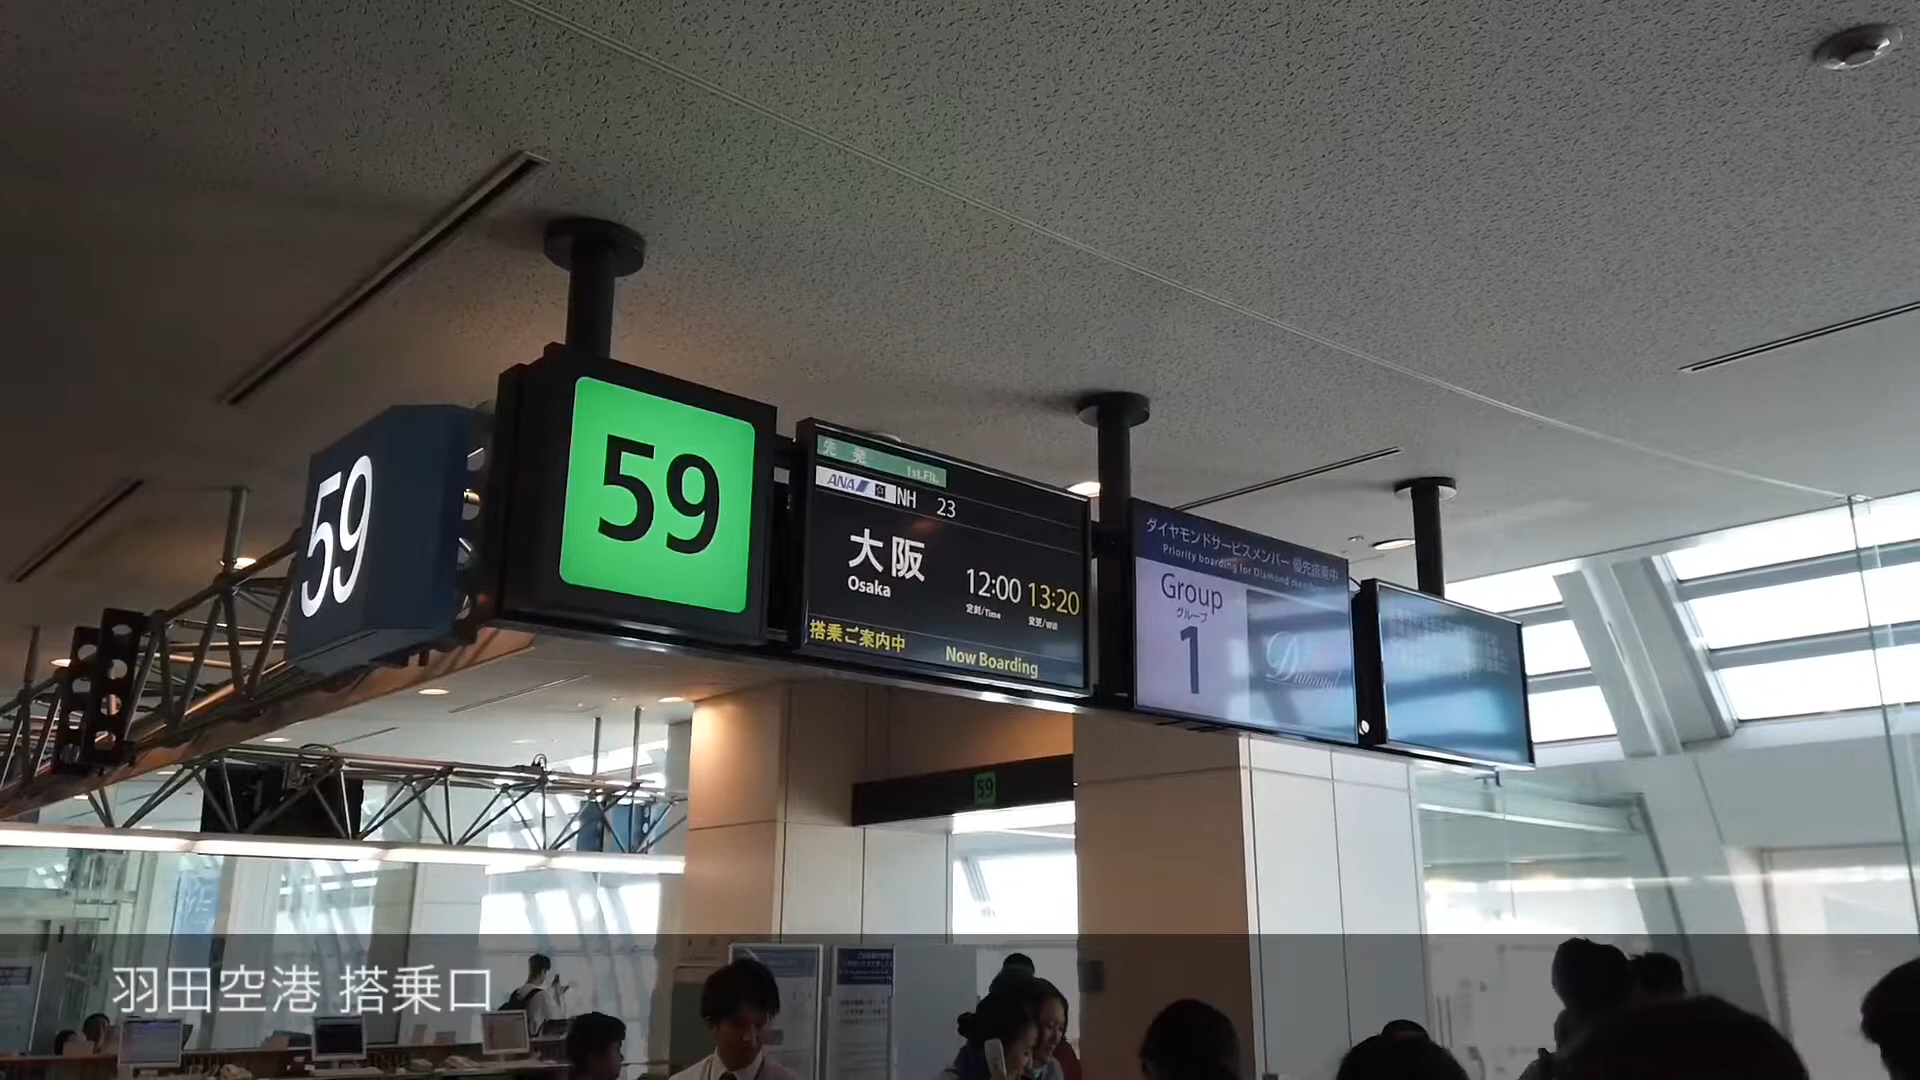 59
59
先発 1st.Flt.
ANA NH 23
大阪
Osaka
12:00 13:20
定刻/Time 変更/Will
搭乗ご案内中 Now Boarding
ダイヤモンドサービスメンバー 優先搭乗中
Priority boarding for Diamond members
Group
グループ
1
Diamond
59
羽田空港 搭乗口